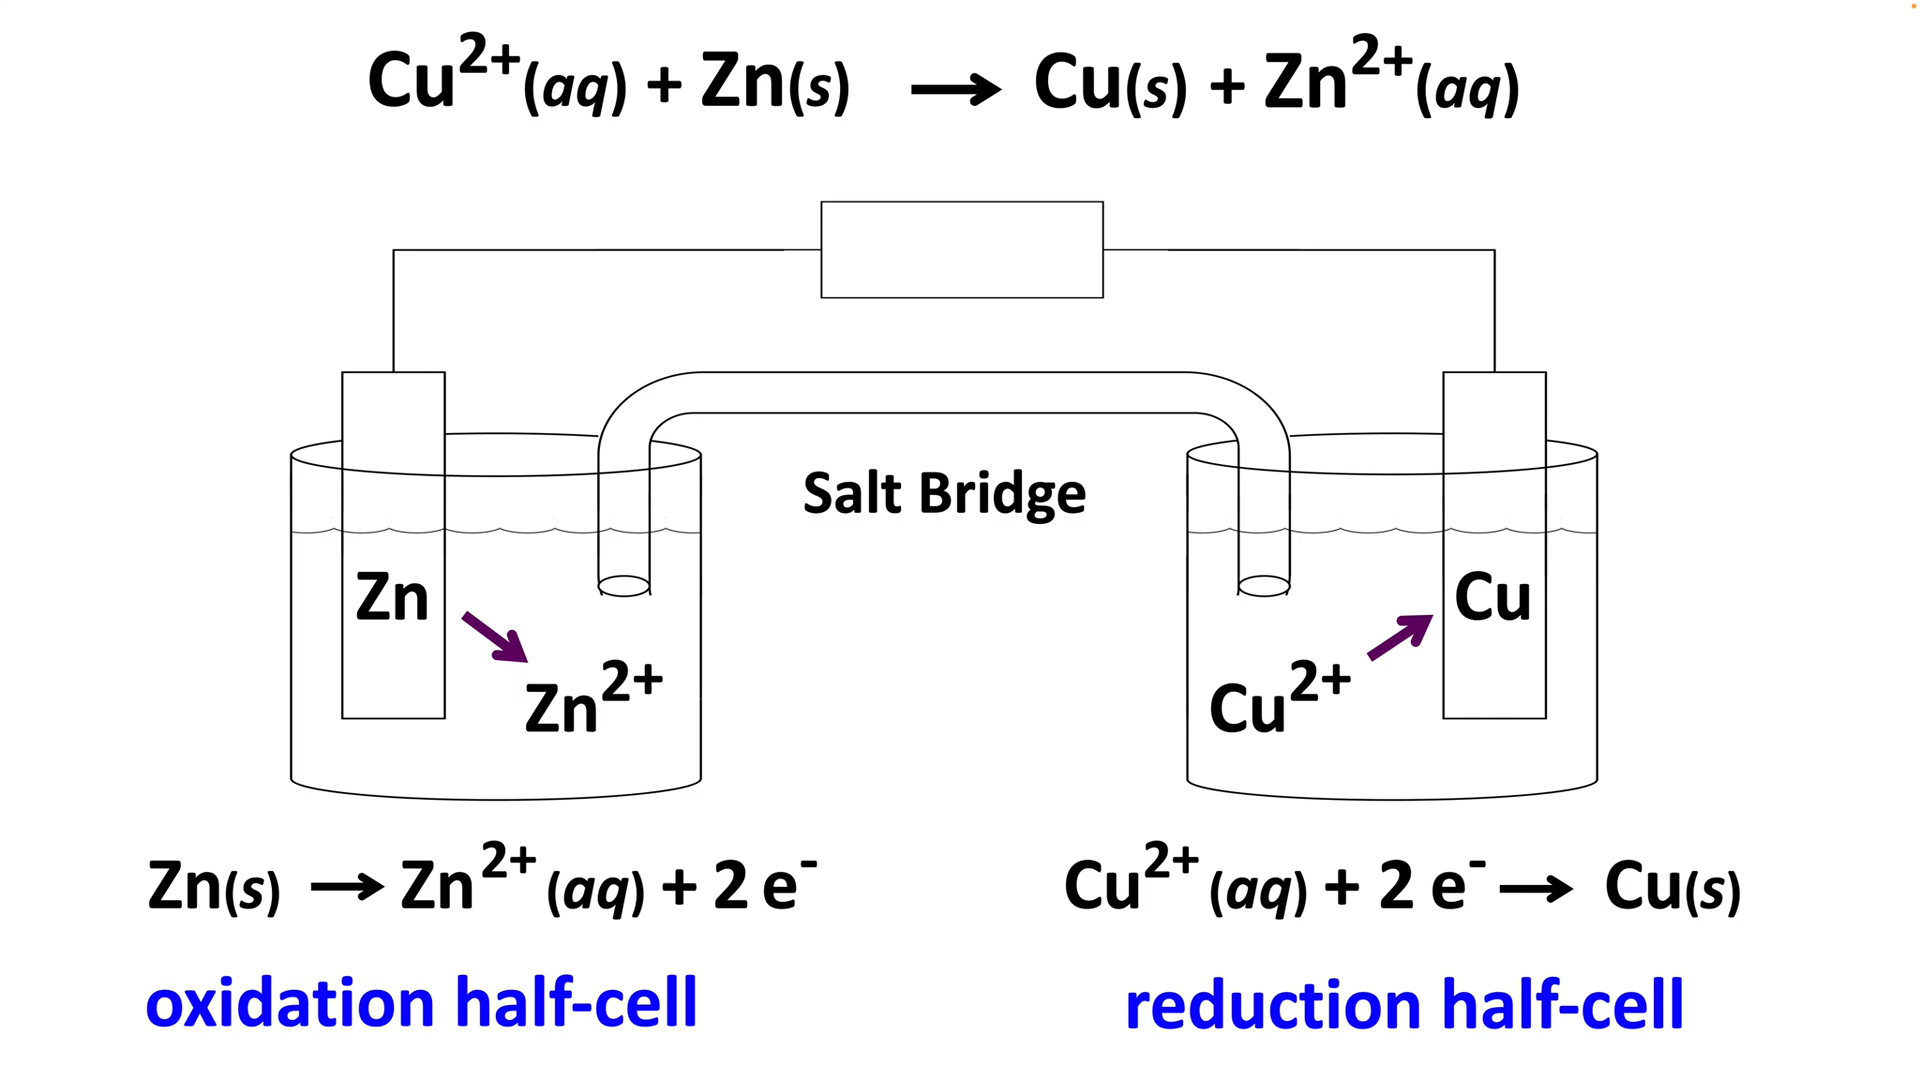 Cu²⁺(aq) + Zn(s) → Cu(s) + Zn²⁺(aq)
Salt Bridge
Zn
Zn²⁺
Cu
Cu²⁺
Zn(s) → Zn²⁺ (aq) + 2 e⁻
Cu²⁺ (aq) + 2 e⁻ → Cu(s)
oxidation half-cell
reduction half-cell